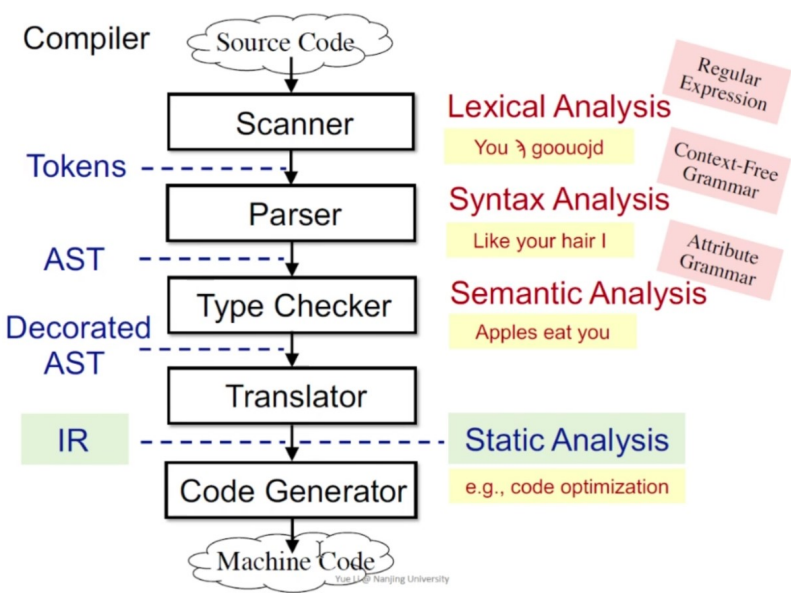 Compiler
Source Code
Scanner
Lexical Analysis
Regular
Expression
You goouojd
Tokens
Context-Free
Grammar
Parser
Syntax Analysis
Like your hair I
AST
Attribute
Grammar
Type Checker
Semantic Analysis
Apples eat you
Decorated
AST
Translator
IR
Static Analysis
Code Generator
e.g., code optimization
Machine Code
Yue Li @ Nanjing University